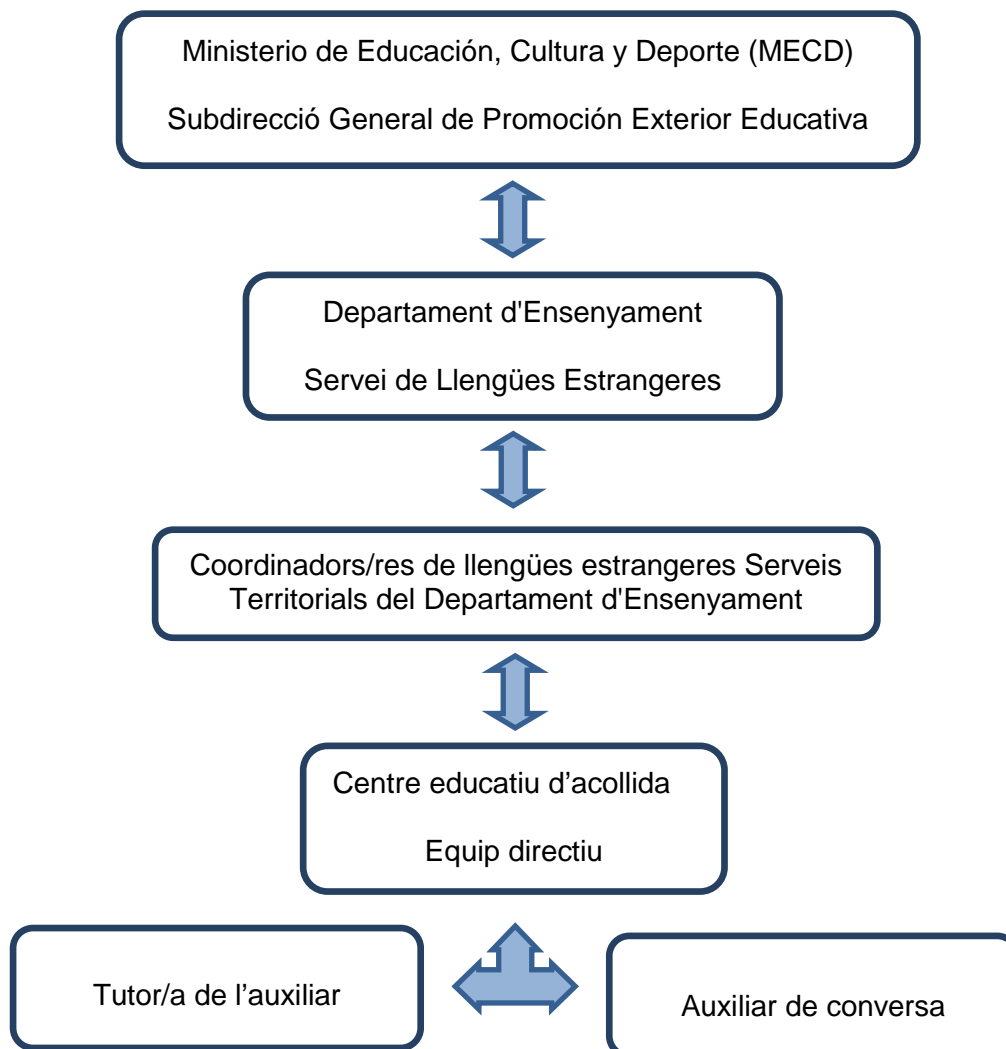 Ministerio de Educación, Cultura y Deporte (MECD)
Subdirecció General de Promoción Exterior Educativa
Departament d'Ensenyament
Servei de Llengües Estrangeres
Coordinadors/res de llengües estrangeres Serveis
Territorials del Departament d'Ensenyament
Centre educatiu d’acollida
Equip directiu
Tutor/a de l’auxiliar
Auxiliar de conversa